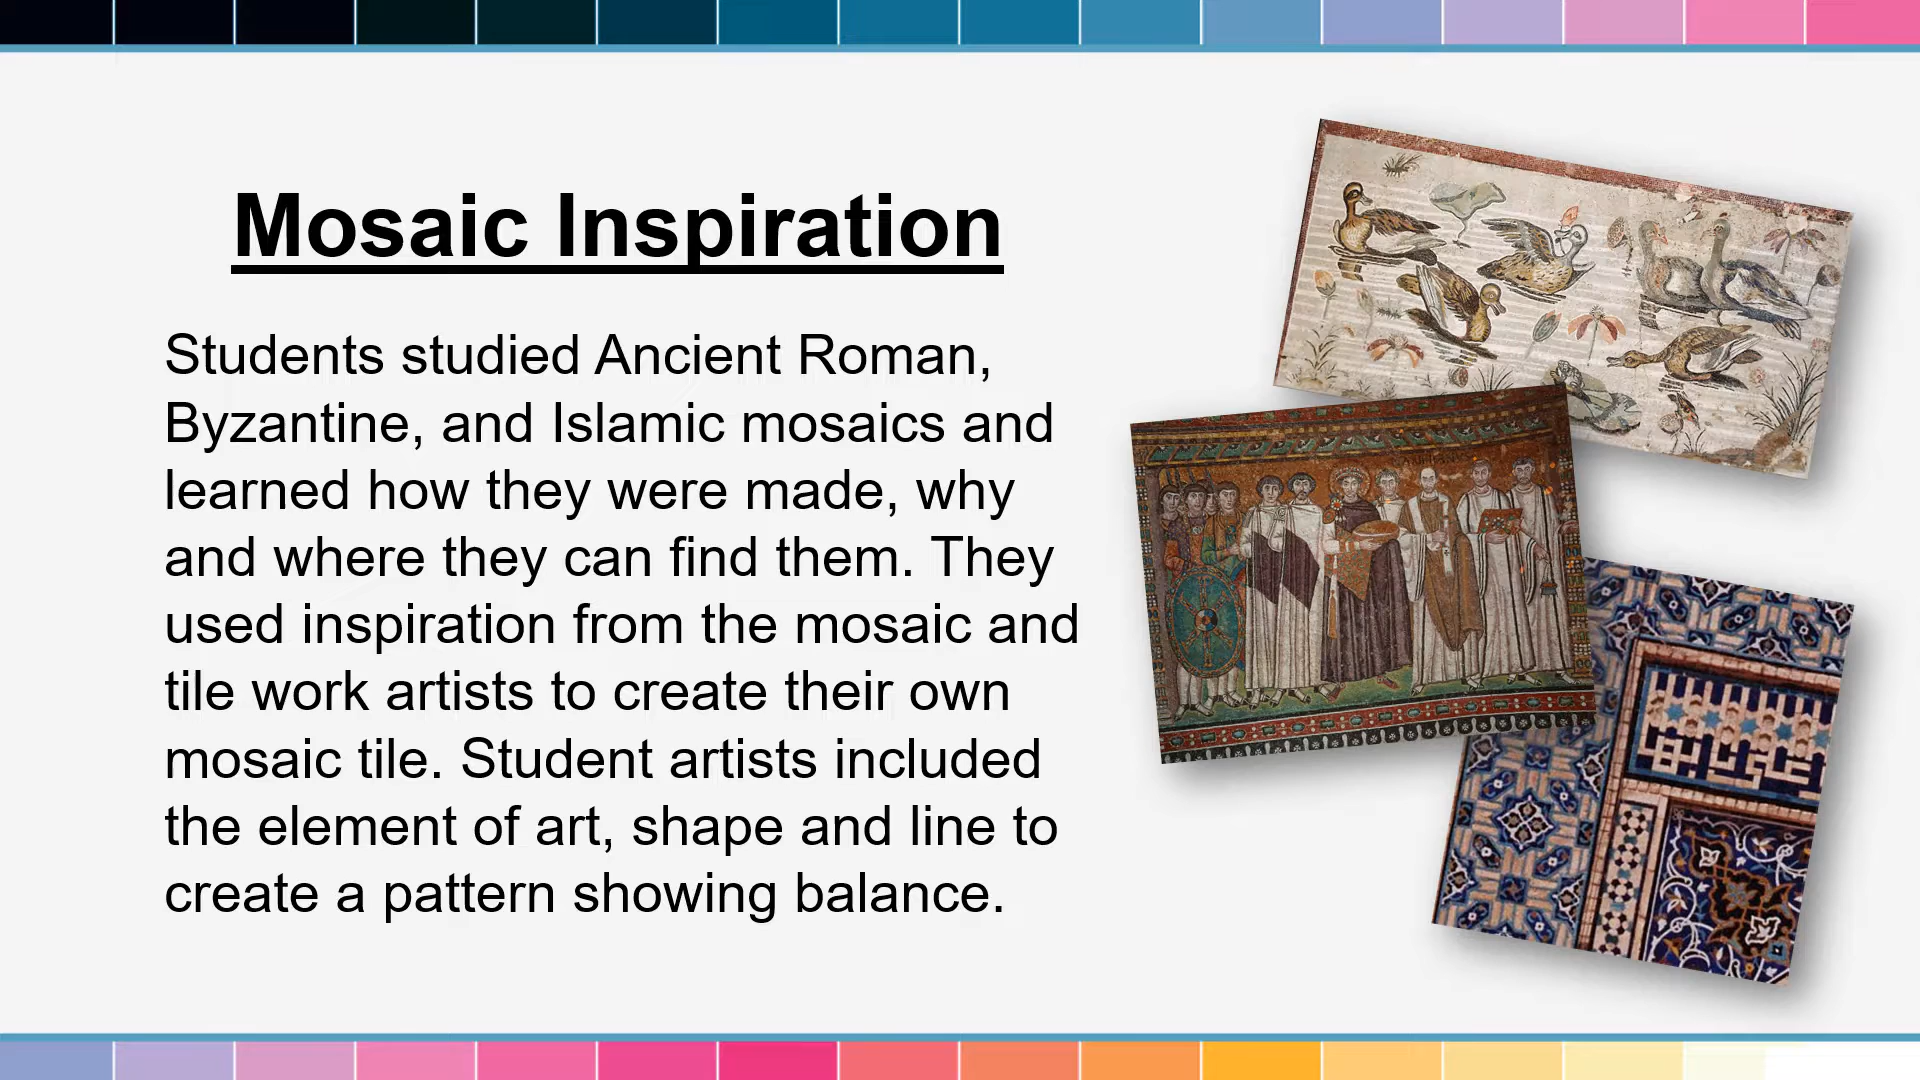 Mosaic Inspiration
Students studied Ancient Roman,
Byzantine, and Islamic mosaics and
learned how they were made, why
and where they can find them. They
used inspiration from the mosaic and
tile work artists to create their own
mosaic tile. Student artists included
the element of art, shape and line to
create a pattern showing balance.